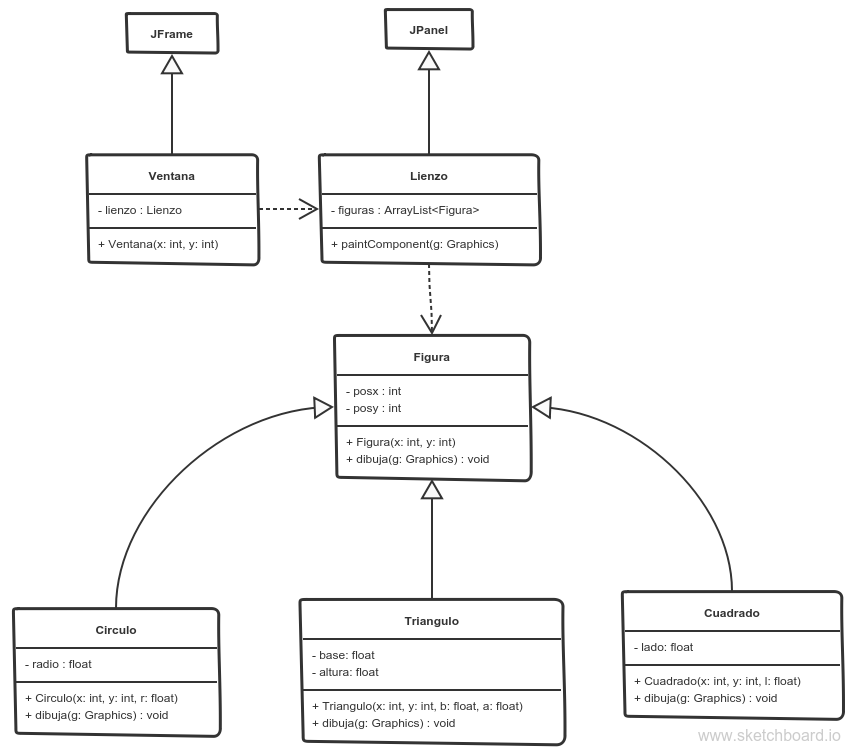 JFrame
JPanel
Ventana
- lienzo : Lienzo
+ Ventana(x: int, y: int)
Lienzo
- figuras : ArrayList<Figura>
+ paintComponent(g: Graphics)
Figura
- posx : int
- posy : int
+ Figura(x: int, y: int)
+ dibuja(g: Graphics) : void
Circulo
- radio : float
+ Circulo(x: int, y: int, r: float)
+ dibuja(g: Graphics) : void
Triangulo
- base: float
- altura: float
+ Triangulo(x: int, y: int, b: float, a: float)
+ dibuja(g: Graphics) : void
Cuadrado
- lado: float
+ Cuadrado(x: int, y: int, l: float)
+ dibuja(g: Graphics) : void
www.sketchboard.io